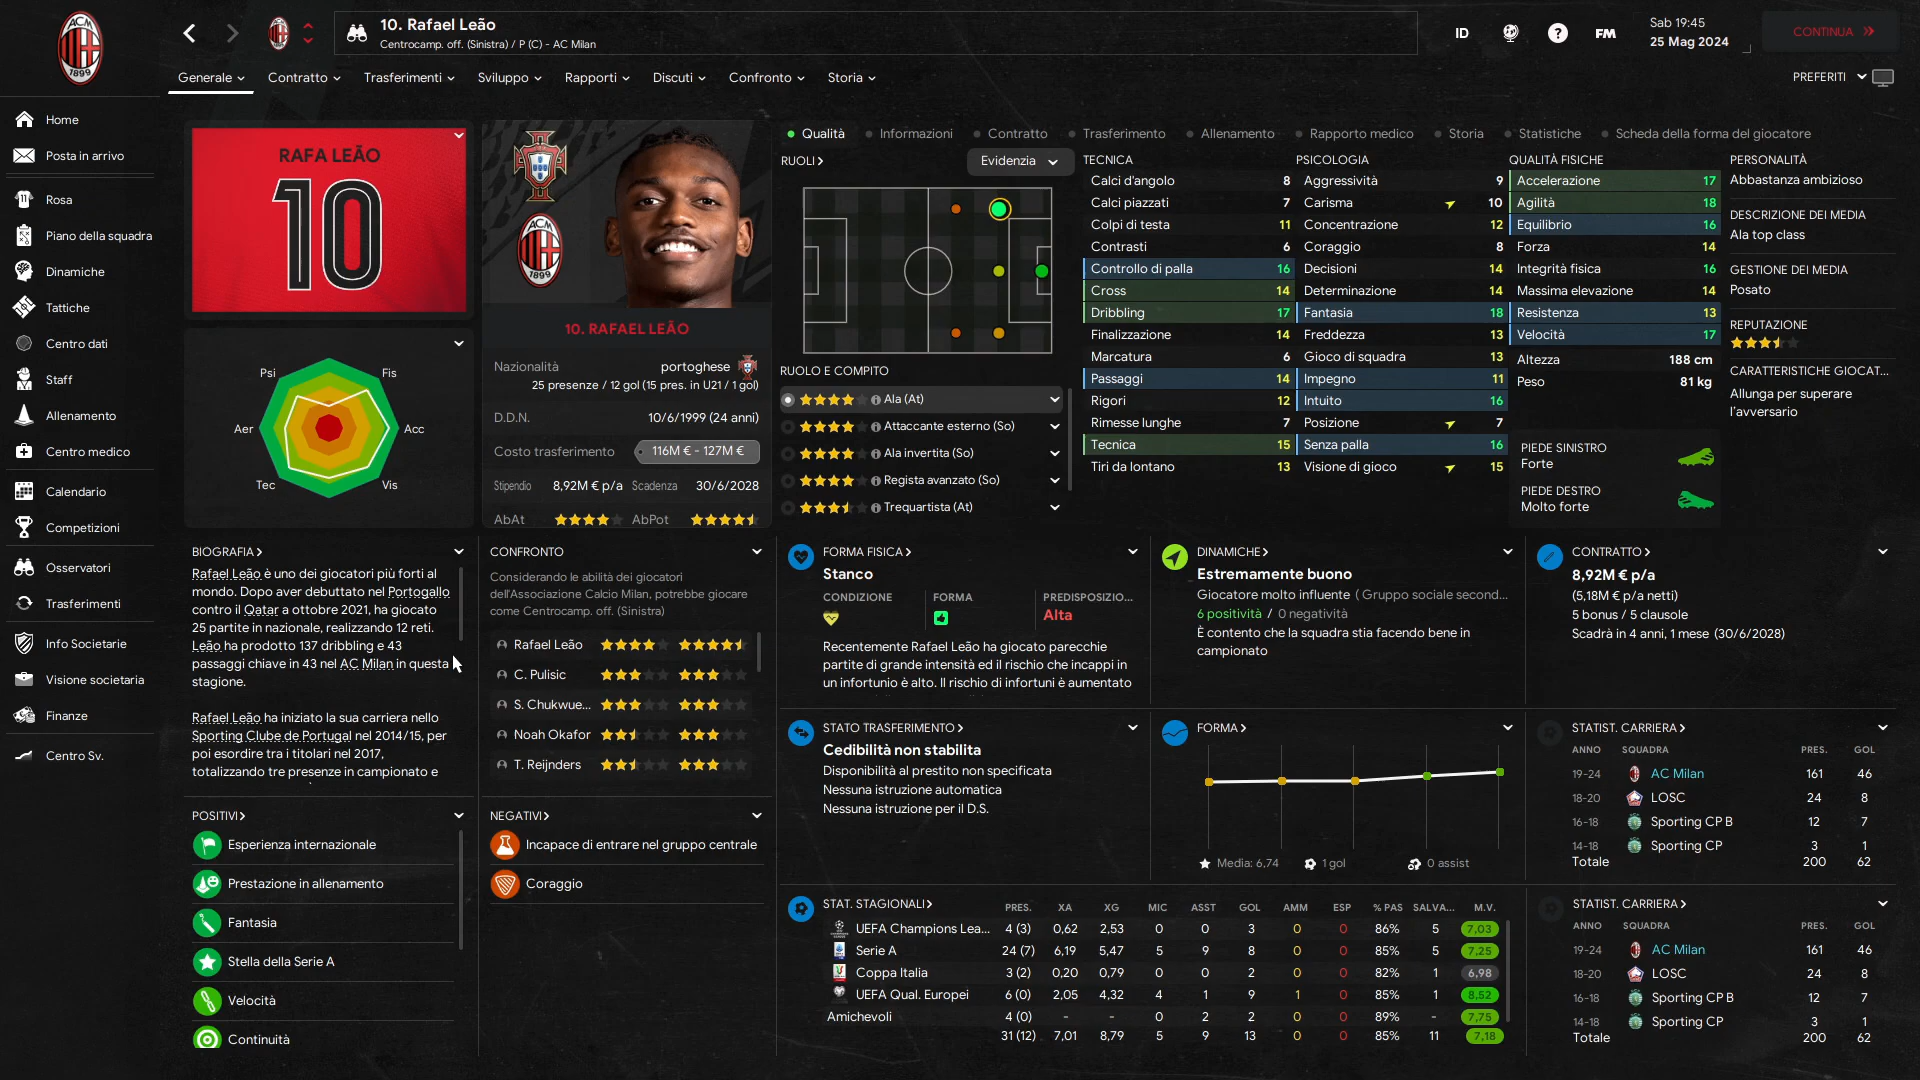 10. Rafael Leão
Centrocamp. off. (Sinistra) / P (C) - AC Milan
ID
FM
Sab 19:45
25 Mag 2024
CONTINUA
Generale
Contratto
Trasferimenti
Sviluppo
Rapporti
Discuti
Confronto
Storia
PREFERITI
Home
Posta in arrivo
Rosa
Piano della squadra
Dinamiche
Tattiche
Centro dati
Staff
Allenamento
Centro medico
Calendario
Competizioni
Osservatori
Trasferimenti
Info Societarie
Visione societaria
Finanze
Centro Sv.
RAFA LEÃO
10
Psi
Fis
Aer
Acc
Tec
Vis
10. RAFAEL LEÃO
Nazionalità portoghese
25 presenze / 12 gol (15 pres. in U21 / 1 gol)
D.D.N. 10/6/1999 (24 anni)
Costo trasferimento 116M € - 127M €
Stipendio 8,92M € p/a Scadenza 30/6/2028
AbAt AbPot
Qualità
Informazioni
Contratto
Trasferimento
Allenamento
Rapporto medico
Storia
Statistiche
Scheda della forma del giocatore
RUOLI
Evidenzia
RUOLO E COMPITO
Ala (At)
Attaccante esterno (So)
Ala invertita (So)
Regista avanzato (So)
Trequartista (At)
TECNICA
Calci d'angolo 8
Calci piazzati 7
Colpi di testa 11
Contrasti 6
Controllo di palla 16
Cross 14
Dribbling 17
Finalizzazione 14
Marcatura 6
Passaggi 14
Rigori 12
Rimesse lunghe 7
Tecnica 15
Tiri da lontano 13
PSICOLOGIA
Aggressività 9
Carisma 10
Concentrazione 12
Coraggio 8
Decisioni 14
Determinazione 14
Fantasia 18
Freddezza 13
Gioco di squadra 13
Impegno 11
Intuito 16
Posizione 7
Senza palla 16
Visione di gioco 15
QUALITÀ FISICHE
Accelerazione 17
Agilità 18
Equilibrio 16
Forza 14
Integrità fisica 16
Massima elevazione 14
Resistenza 13
Velocità 17
Altezza 188 cm
Peso 81 kg
PIEDE SINISTRO
Forte
PIEDE DESTRO
Molto forte
PERSONALITÀ
Abbastanza ambizioso
DESCRIZIONE DEI MEDIA
Ala top class
GESTIONE DEI MEDIA
Posato
REPUTAZIONE
CARATTERISTICHE GIOCAT...
Allunga per superare
l'avversario
BIOGRAFIA
Rafael Leão è uno dei giocatori più forti al
mondo. Dopo aver debuttato nel Portogallo
contro il Qatar a ottobre 2021, ha giocato
25 partite in nazionale, realizzando 12 reti.
Leão ha prodotto 137 dribbling e 43
passaggi chiave in 43 nel AC Milan in questa
stagione.
Rafael Leão ha iniziato la sua carriera nello
Sporting Clube de Portugal nel 2014/15, per
poi esordire tra i titolari nel 2017,
totalizzando tre presenze in campionato e
CONFRONTO
Considerando le abilità dei giocatori
dell'Associazione Calcio Milan, potrebbe giocare
come Centrocamp. off. (Sinistra)
Rafael Leão
C. Pulisic
S. Chukwue...
Noah Okafor
T. Reijnders
POSITIVI
Esperienza internazionale
Prestazione in allenamento
Fantasia
Stella della Serie A
Velocità
Continuità
NEGATIVI
Incapace di entrare nel gruppo centrale
Coraggio
FORMA FISICA
Stanco
CONDIZIONE FORMA PREDISPOSIZIO...
Alta
Recentemente Rafael Leão ha giocato parecchie
partite di grande intensità ed il rischio che incappi in
un infortunio è alto. Il rischio di infortuni è aumentato
DINAMICHE
Estremamente buono
Giocatore molto influente ( Gruppo sociale second...
6 positività / 0 negatività
È contento che la squadra stia facendo bene in
campionato
CONTRATTO
8,92M € p/a
(5,18M € p/a netti)
5 bonus / 5 clausole
Scadrà in 4 anni, 1 mese (30/6/2028)
STATO TRASFERIMENTO
Cedibilità non stabilita
Disponibilità al prestito non specificata
Nessuna istruzione automatica
Nessuna istruzione per il D.S.
FORMA
Media: 6,74 1 gol 0 assist
STATIST. CARRIERA
ANNO SQUADRA PRES. GOL
19-24 AC Milan 161 46
18-20 LOSC 24 8
16-18 Sporting CP B 12 7
14-18 Sporting CP 3 1
Totale 200 62
STAT. STAGIONALI PRES. XA XG MIC ASST GOL AMM ESP % PAS SALVA... M.V.
UEFA Champions Lea... 4 (3) 0,62 2,53 0 0 3 0 0 86% 5 7,03
Serie A 24 (7) 6,19 5,47 5 9 8 0 0 85% 5 7,25
Coppa Italia 3 (2) 0,20 0,79 0 0 2 0 0 82% 1 6,98
UEFA Qual. Europei 6 (0) 2,05 4,32 4 1 9 1 0 85% 1 8,52
Amichevoli 4 (0) - - 0 2 2 0 0 89% - 7,75
31 (12) 7,01 8,79 5 9 13 0 0 85% 11 7,18
STATIST. CARRIERA
ANNO SQUADRA PRES. GOL
19-24 AC Milan 161 46
18-20 LOSC 24 8
16-18 Sporting CP B 12 7
14-18 Sporting CP 3 1
Totale 200 62